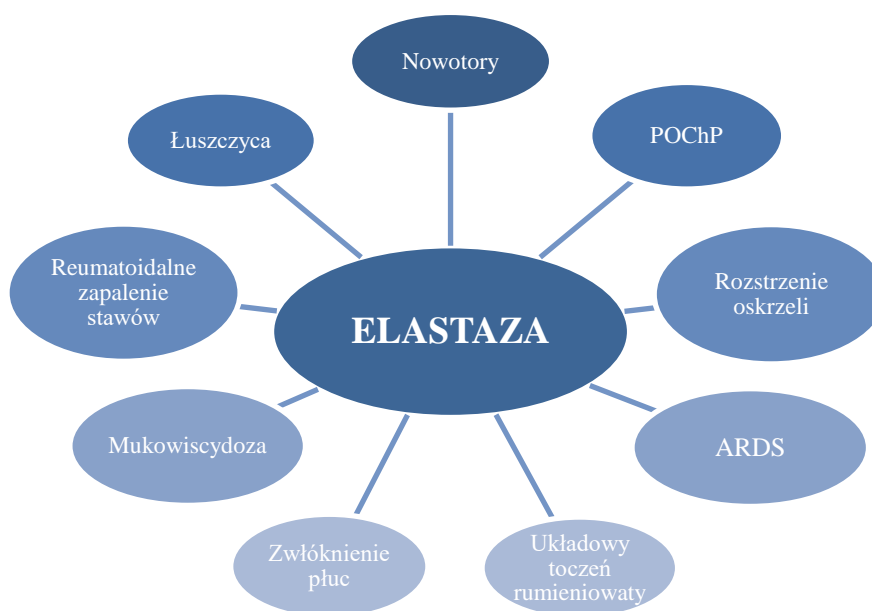 Nowotory
Łuszczyca
POChP
Reumatoidalne
zapalenie
stawów
Rozstrzenie
oskrzeli
ELASTAZA
Mukowiscydoza
ARDS
Zwłóknienie
płuc
Układowy
toczeń
rumieniowaty